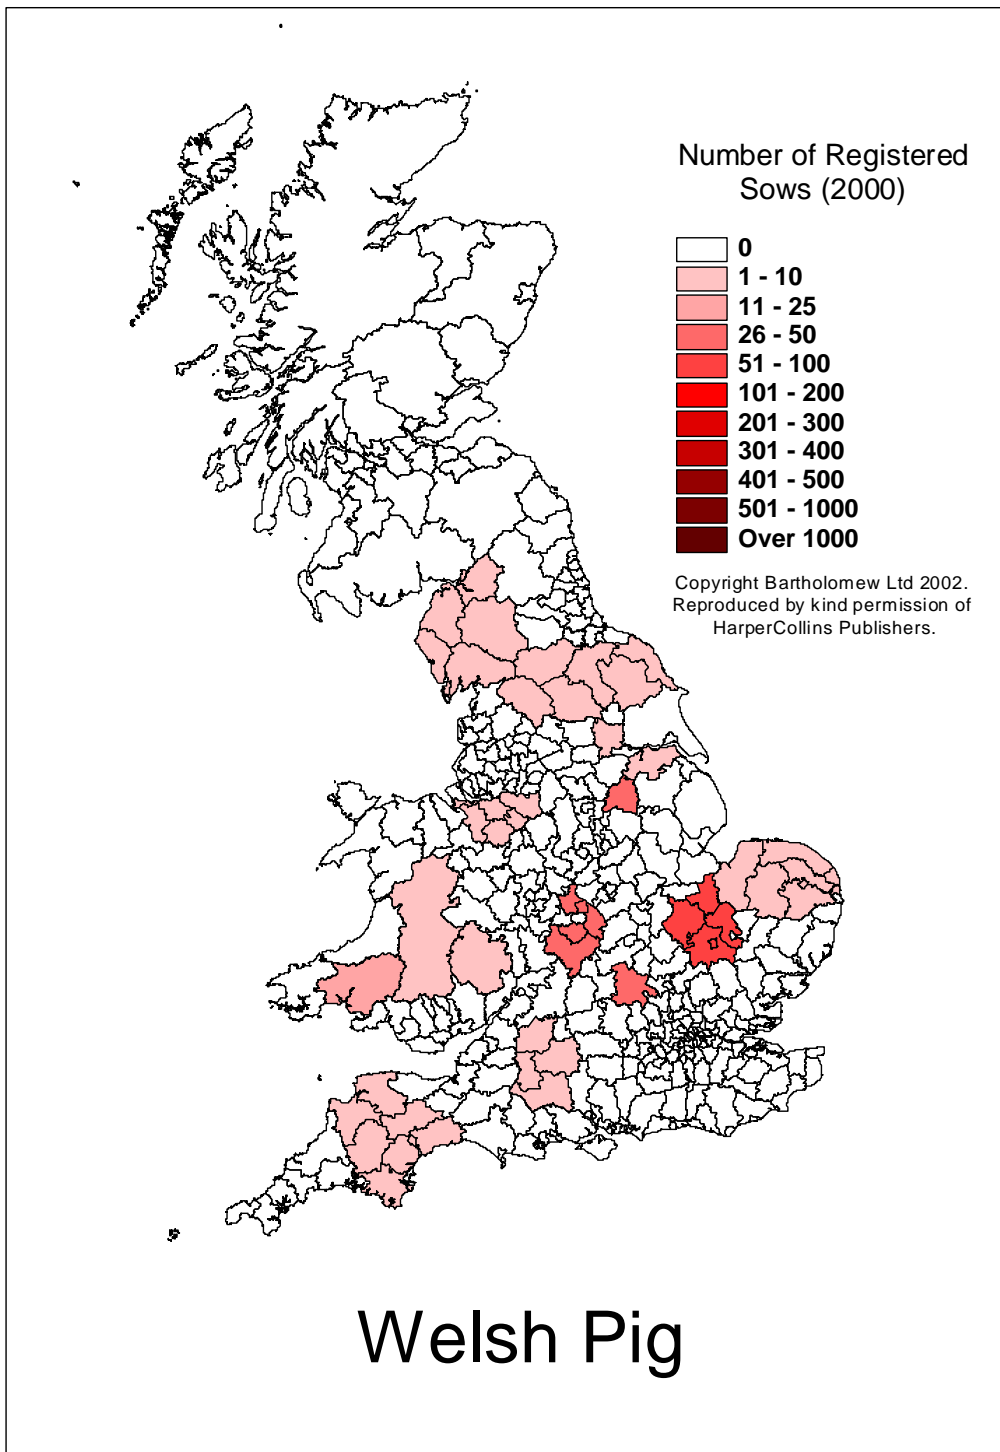 Number of Registered
Sows (2000)
0
1 - 10
11 - 25
26 - 50
51 - 100
101 - 200
201 - 300
301 - 400
401 - 500
501 - 1000
Over 1000
Copyright Bartholomew Ltd 2002.
Reproduced by kind permission of
HarperCollins Publishers.
Welsh Pig